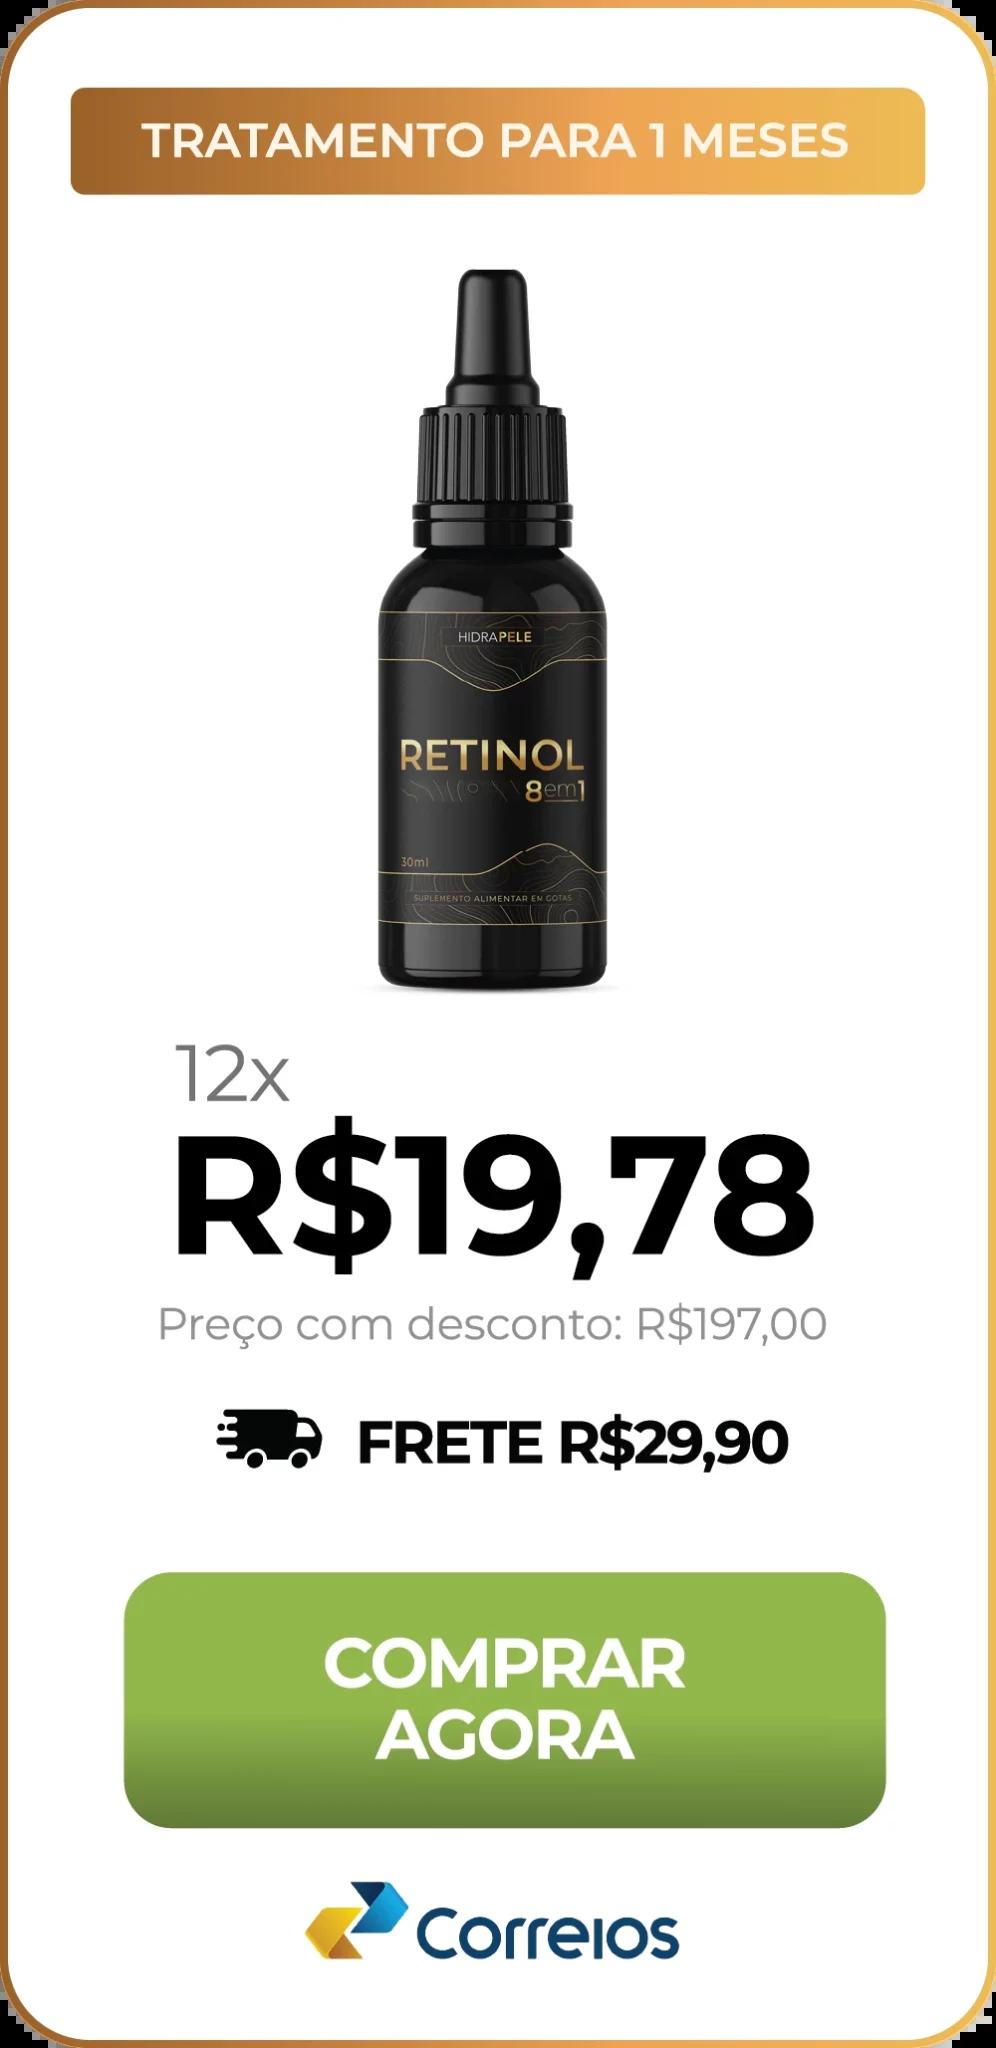 TRATAMENTO PARA 1 MESES
HIDRAPELE
RETINOL
8em1
30ml
SUPLEMENTO ALIMENTAR EM GOTAS
12x
R$19,78
Preço com desconto: R$197,00
FRETE R$29,90
COMPRAR
AGORA
Correios